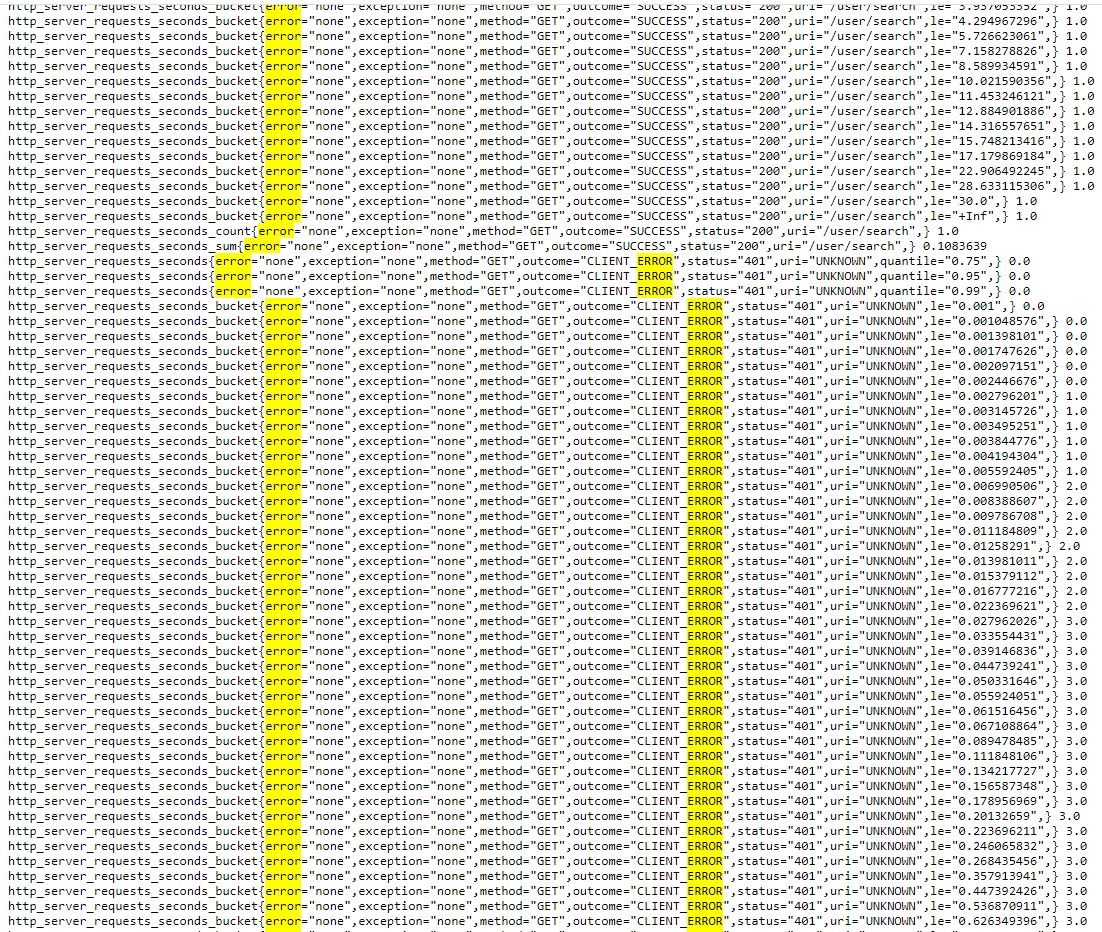 http_server_requests_seconds_bucket{error="none",exception="none",method="GET",outcome="SUCCESS",status="200",uri="/user/search",le="3.937053352",} 1.0
http_server_requests_seconds_bucket{error="none",exception="none",method="GET",outcome="SUCCESS",status="200",uri="/user/search",le="4.294967296",} 1.0
http_server_requests_seconds_bucket{error="none",exception="none",method="GET",outcome="SUCCESS",status="200",uri="/user/search",le="5.726623061",} 1.0
http_server_requests_seconds_bucket{error="none",exception="none",method="GET",outcome="SUCCESS",status="200",uri="/user/search",le="7.158278826",} 1.0
http_server_requests_seconds_bucket{error="none",exception="none",method="GET",outcome="SUCCESS",status="200",uri="/user/search",le="8.589934591",} 1.0
http_server_requests_seconds_bucket{error="none",exception="none",method="GET",outcome="SUCCESS",status="200",uri="/user/search",le="10.021590356",} 1.0
http_server_requests_seconds_bucket{error="none",exception="none",method="GET",outcome="SUCCESS",status="200",uri="/user/search",le="11.453246121",} 1.0
http_server_requests_seconds_bucket{error="none",exception="none",method="GET",outcome="SUCCESS",status="200",uri="/user/search",le="12.884901886",} 1.0
http_server_requests_seconds_bucket{error="none",exception="none",method="GET",outcome="SUCCESS",status="200",uri="/user/search",le="14.316557651",} 1.0
http_server_requests_seconds_bucket{error="none",exception="none",method="GET",outcome="SUCCESS",status="200",uri="/user/search",le="15.748213416",} 1.0
http_server_requests_seconds_bucket{error="none",exception="none",method="GET",outcome="SUCCESS",status="200",uri="/user/search",le="17.179869184",} 1.0
http_server_requests_seconds_bucket{error="none",exception="none",method="GET",outcome="SUCCESS",status="200",uri="/user/search",le="22.906492245",} 1.0
http_server_requests_seconds_bucket{error="none",exception="none",method="GET",outcome="SUCCESS",status="200",uri="/user/search",le="28.633115306",} 1.0
http_server_requests_seconds_bucket{error="none",exception="none",method="GET",outcome="SUCCESS",status="200",uri="/user/search",le="30.0",} 1.0
http_server_requests_seconds_bucket{error="none",exception="none",method="GET",outcome="SUCCESS",status="200",uri="/user/search",le="+Inf",} 1.0
http_server_requests_seconds_count{error="none",exception="none",method="GET",outcome="SUCCESS",status="200",uri="/user/search",} 1.0
http_server_requests_seconds_sum{error="none",exception="none",method="GET",outcome="SUCCESS",status="200",uri="/user/search",} 0.1083639
http_server_requests_seconds{error="none",exception="none",method="GET",outcome="CLIENT_ERROR",status="401",uri="UNKNOWN",quantile="0.75",} 0.0
http_server_requests_seconds{error="none",exception="none",method="GET",outcome="CLIENT_ERROR",status="401",uri="UNKNOWN",quantile="0.95",} 0.0
http_server_requests_seconds{error="none",exception="none",method="GET",outcome="CLIENT_ERROR",status="401",uri="UNKNOWN",quantile="0.99",} 0.0
http_server_requests_seconds_bucket{error="none",exception="none",method="GET",outcome="CLIENT_ERROR",status="401",uri="UNKNOWN",le="0.001",} 0.0
http_server_requests_seconds_bucket{error="none",exception="none",method="GET",outcome="CLIENT_ERROR",status="401",uri="UNKNOWN",le="0.001048576",} 0.0
http_server_requests_seconds_bucket{error="none",exception="none",method="GET",outcome="CLIENT_ERROR",status="401",uri="UNKNOWN",le="0.001398101",} 0.0
http_server_requests_seconds_bucket{error="none",exception="none",method="GET",outcome="CLIENT_ERROR",status="401",uri="UNKNOWN",le="0.001747626",} 0.0
http_server_requests_seconds_bucket{error="none",exception="none",method="GET",outcome="CLIENT_ERROR",status="401",uri="UNKNOWN",le="0.002097151",} 0.0
http_server_requests_seconds_bucket{error="none",exception="none",method="GET",outcome="CLIENT_ERROR",status="401",uri="UNKNOWN",le="0.002446676",} 0.0
http_server_requests_seconds_bucket{error="none",exception="none",method="GET",outcome="CLIENT_ERROR",status="401",uri="UNKNOWN",le="0.002796201",} 1.0
http_server_requests_seconds_bucket{error="none",exception="none",method="GET",outcome="CLIENT_ERROR",status="401",uri="UNKNOWN",le="0.003145726",} 1.0
http_server_requests_seconds_bucket{error="none",exception="none",method="GET",outcome="CLIENT_ERROR",status="401",uri="UNKNOWN",le="0.003495251",} 1.0
http_server_requests_seconds_bucket{error="none",exception="none",method="GET",outcome="CLIENT_ERROR",status="401",uri="UNKNOWN",le="0.003844776",} 1.0
http_server_requests_seconds_bucket{error="none",exception="none",method="GET",outcome="CLIENT_ERROR",status="401",uri="UNKNOWN",le="0.004194304",} 1.0
http_server_requests_seconds_bucket{error="none",exception="none",method="GET",outcome="CLIENT_ERROR",status="401",uri="UNKNOWN",le="0.005592405",} 1.0
http_server_requests_seconds_bucket{error="none",exception="none",method="GET",outcome="CLIENT_ERROR",status="401",uri="UNKNOWN",le="0.006990506",} 2.0
http_server_requests_seconds_bucket{error="none",exception="none",method="GET",outcome="CLIENT_ERROR",status="401",uri="UNKNOWN",le="0.008388607",} 2.0
http_server_requests_seconds_bucket{error="none",exception="none",method="GET",outcome="CLIENT_ERROR",status="401",uri="UNKNOWN",le="0.009786708",} 2.0
http_server_requests_seconds_bucket{error="none",exception="none",method="GET",outcome="CLIENT_ERROR",status="401",uri="UNKNOWN",le="0.011184809",} 2.0
http_server_requests_seconds_bucket{error="none",exception="none",method="GET",outcome="CLIENT_ERROR",status="401",uri="UNKNOWN",le="0.01258291",} 2.0
http_server_requests_seconds_bucket{error="none",exception="none",method="GET",outcome="CLIENT_ERROR",status="401",uri="UNKNOWN",le="0.013981011",} 2.0
http_server_requests_seconds_bucket{error="none",exception="none",method="GET",outcome="CLIENT_ERROR",status="401",uri="UNKNOWN",le="0.015379112",} 2.0
http_server_requests_seconds_bucket{error="none",exception="none",method="GET",outcome="CLIENT_ERROR",status="401",uri="UNKNOWN",le="0.016777216",} 2.0
http_server_requests_seconds_bucket{error="none",exception="none",method="GET",outcome="CLIENT_ERROR",status="401",uri="UNKNOWN",le="0.022369621",} 2.0
http_server_requests_seconds_bucket{error="none",exception="none",method="GET",outcome="CLIENT_ERROR",status="401",uri="UNKNOWN",le="0.027962026",} 3.0
http_server_requests_seconds_bucket{error="none",exception="none",method="GET",outcome="CLIENT_ERROR",status="401",uri="UNKNOWN",le="0.033554431",} 3.0
http_server_requests_seconds_bucket{error="none",exception="none",method="GET",outcome="CLIENT_ERROR",status="401",uri="UNKNOWN",le="0.039146836",} 3.0
http_server_requests_seconds_bucket{error="none",exception="none",method="GET",outcome="CLIENT_ERROR",status="401",uri="UNKNOWN",le="0.044739241",} 3.0
http_server_requests_seconds_bucket{error="none",exception="none",method="GET",outcome="CLIENT_ERROR",status="401",uri="UNKNOWN",le="0.050331646",} 3.0
http_server_requests_seconds_bucket{error="none",exception="none",method="GET",outcome="CLIENT_ERROR",status="401",uri="UNKNOWN",le="0.055924051",} 3.0
http_server_requests_seconds_bucket{error="none",exception="none",method="GET",outcome="CLIENT_ERROR",status="401",uri="UNKNOWN",le="0.061516456",} 3.0
http_server_requests_seconds_bucket{error="none",exception="none",method="GET",outcome="CLIENT_ERROR",status="401",uri="UNKNOWN",le="0.067108864",} 3.0
http_server_requests_seconds_bucket{error="none",exception="none",method="GET",outcome="CLIENT_ERROR",status="401",uri="UNKNOWN",le="0.089478485",} 3.0
http_server_requests_seconds_bucket{error="none",exception="none",method="GET",outcome="CLIENT_ERROR",status="401",uri="UNKNOWN",le="0.111848106",} 3.0
http_server_requests_seconds_bucket{error="none",exception="none",method="GET",outcome="CLIENT_ERROR",status="401",uri="UNKNOWN",le="0.134217727",} 3.0
http_server_requests_seconds_bucket{error="none",exception="none",method="GET",outcome="CLIENT_ERROR",status="401",uri="UNKNOWN",le="0.156587348",} 3.0
http_server_requests_seconds_bucket{error="none",exception="none",method="GET",outcome="CLIENT_ERROR",status="401",uri="UNKNOWN",le="0.178956969",} 3.0
http_server_requests_seconds_bucket{error="none",exception="none",method="GET",outcome="CLIENT_ERROR",status="401",uri="UNKNOWN",le="0.20132659",} 3.0
http_server_requests_seconds_bucket{error="none",exception="none",method="GET",outcome="CLIENT_ERROR",status="401",uri="UNKNOWN",le="0.223696211",} 3.0
http_server_requests_seconds_bucket{error="none",exception="none",method="GET",outcome="CLIENT_ERROR",status="401",uri="UNKNOWN",le="0.246065832",} 3.0
http_server_requests_seconds_bucket{error="none",exception="none",method="GET",outcome="CLIENT_ERROR",status="401",uri="UNKNOWN",le="0.268435456",} 3.0
http_server_requests_seconds_bucket{error="none",exception="none",method="GET",outcome="CLIENT_ERROR",status="401",uri="UNKNOWN",le="0.357913941",} 3.0
http_server_requests_seconds_bucket{error="none",exception="none",method="GET",outcome="CLIENT_ERROR",status="401",uri="UNKNOWN",le="0.447392426",} 3.0
http_server_requests_seconds_bucket{error="none",exception="none",method="GET",outcome="CLIENT_ERROR",status="401",uri="UNKNOWN",le="0.536870911",} 3.0
http_server_requests_seconds_bucket{error="none",exception="none",method="GET",outcome="CLIENT_ERROR",status="401",uri="UNKNOWN",le="0.626349396",} 3.0